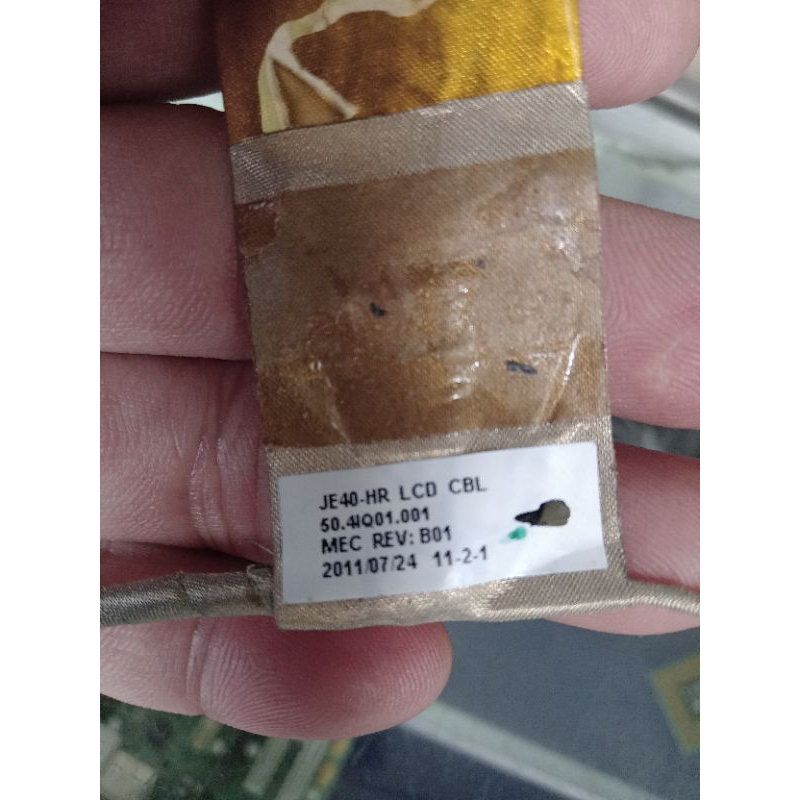 JE40-HR LCD CBL
50.4IQ01.001
MEC REV: B01
2011/07/24 11-2-1